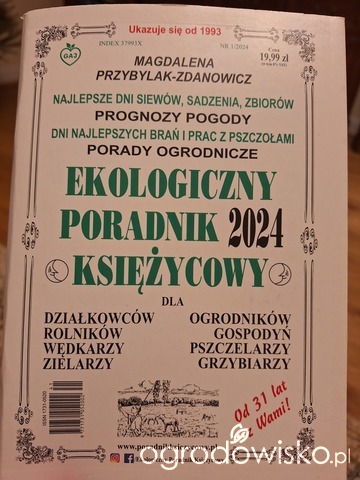 Ukazuje się od 1993
GAJ
INDEX 37993X
NR 1/2024
Cena
19,99 zł
MAGDALENA
PRZYBYLAK-ZDANOWICZ
NAJLEPSZE DNI SIEWÓW, SADZENIA, ZBIORÓW
PROGNOZY POGODY
DNI NAJLEPSZYCH BRAŃ I PRAC Z PSZCZOŁAMI
PORADY OGRODNICZE
EKOLOGICZNY
PORADNIK 2024
KSIĘŻYCOWY
DLA
DZIAŁKOWCÓW OGRODNIKÓW
ROLNIKÓW GOSPODYŃ
WĘDKARZY PSZCZELARZY
ZIELARZY GRZYBIARZY
Od 31 lat
z Wami!
ogrodowisko.pl